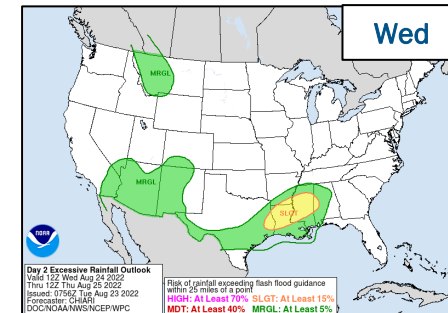 Wed
MRGL
MRGL
SLGT
NOAA
Day 2 Excessive Rainfall Outlook
Valid 12Z Wed Aug 24 2022
Thru 12Z Thu Aug 25 2022
Issued: 0756Z Tue Aug 23 2022
Forecaster: CHIARI
DOC/NOAA/NWS/NCEP/WPC
Risk of rainfall exceeding flash flood guidance
within 25 miles of a point
HIGH: At Least 70% SLGT: At Least 15%
MDT: At Least 40% MRGL: At Least 5%